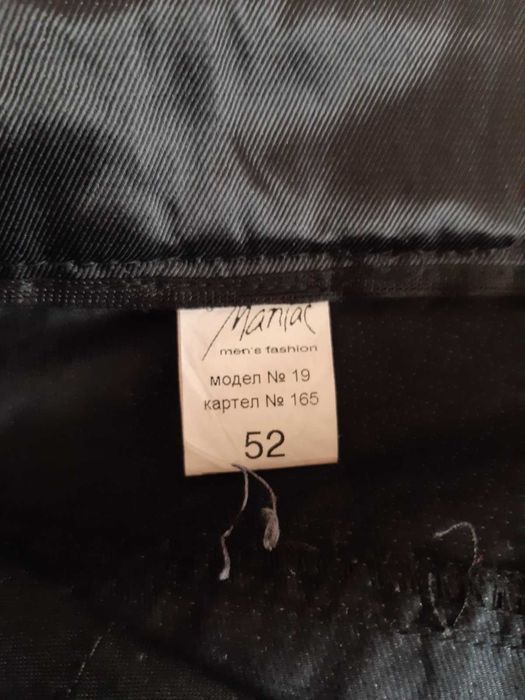 Maniac
men's fashion
модел № 19
картел № 165
52